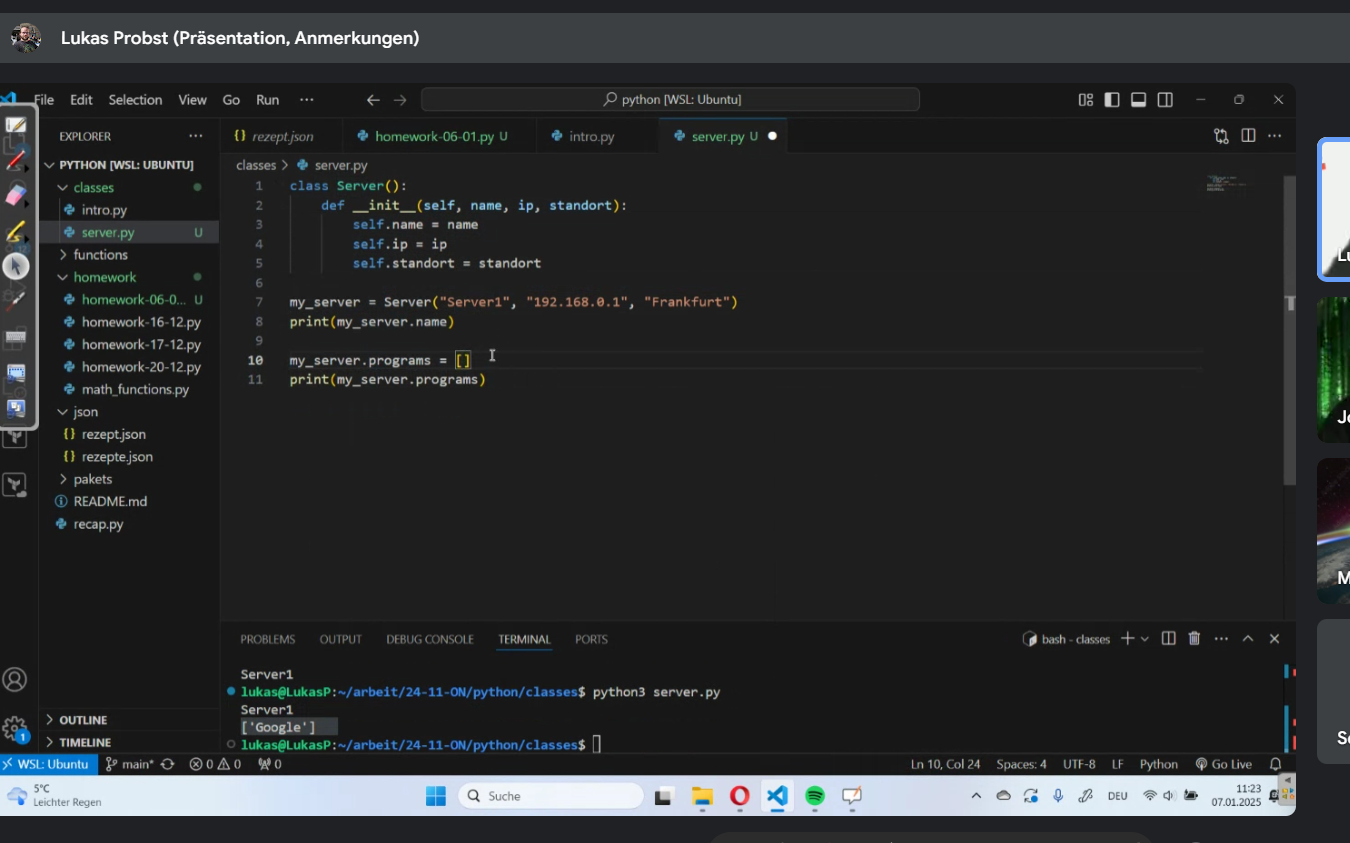 Lukas Probst (Präsentation, Anmerkungen)
File Edit Selection View Go Run ··· python [WSL: Ubuntu]
EXPLORER ··· rezept.json homework-06-01.py U intro.py server.py U
PYTHON [WSL: UBUNTU]
classes
intro.py
server.py U
functions
homework
homework-06-0... U
homework-16-12.py
homework-17-12.py
homework-20-12.py
math_functions.py
json
rezept.json
rezepte.json
pakets
README.md
recap.py
OUTLINE
TIMELINE
classes > server.py
1 class Server():
2 def __init__(self, name, ip, standort):
3 self.name = name
4 self.ip = ip
5 self.standort = standort
6
7 my_server = Server("Server1", "192.168.0.1", "Frankfurt")
8 print(my_server.name)
9
10 my_server.programs = []
11 print(my_server.programs)
PROBLEMS OUTPUT DEBUG CONSOLE TERMINAL PORTS bash - classes
Server1
lukas@LukasP:~/arbeit/24-11-ON/python/classes$ python3 server.py
Server1
['Google']
lukas@LukasP:~/arbeit/24-11-ON/python/classes$
WSL: Ubuntu main* 0 0 0 Ln 10, Col 24 Spaces: 4 UTF-8 LF Python Go Live
5°C
Leichter Regen
Suche
DEU
11:23
07.01.2025